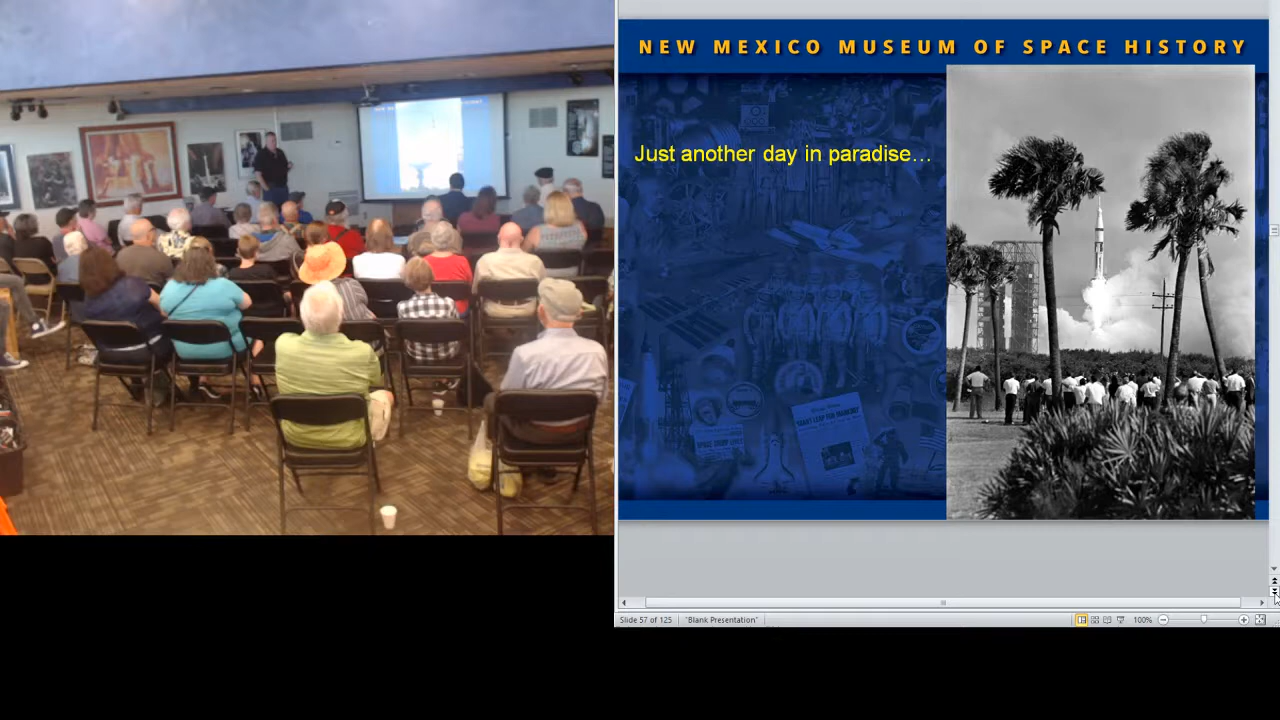 NEW MEXICO MUSEUM OF SPACE HISTORY
Just another day in paradise…
Slide 57 of 125
"Blank Presentation"
100%